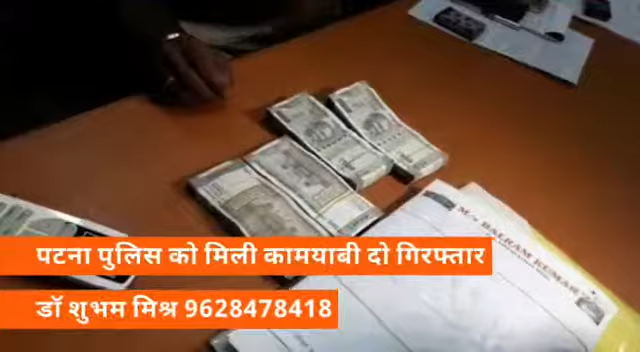 M/s BALRAM KUMAR
पटना पुलिस को मिली कामयाबी दो गिरफ्तार
डॉ शुभम मिश्र 9628478418